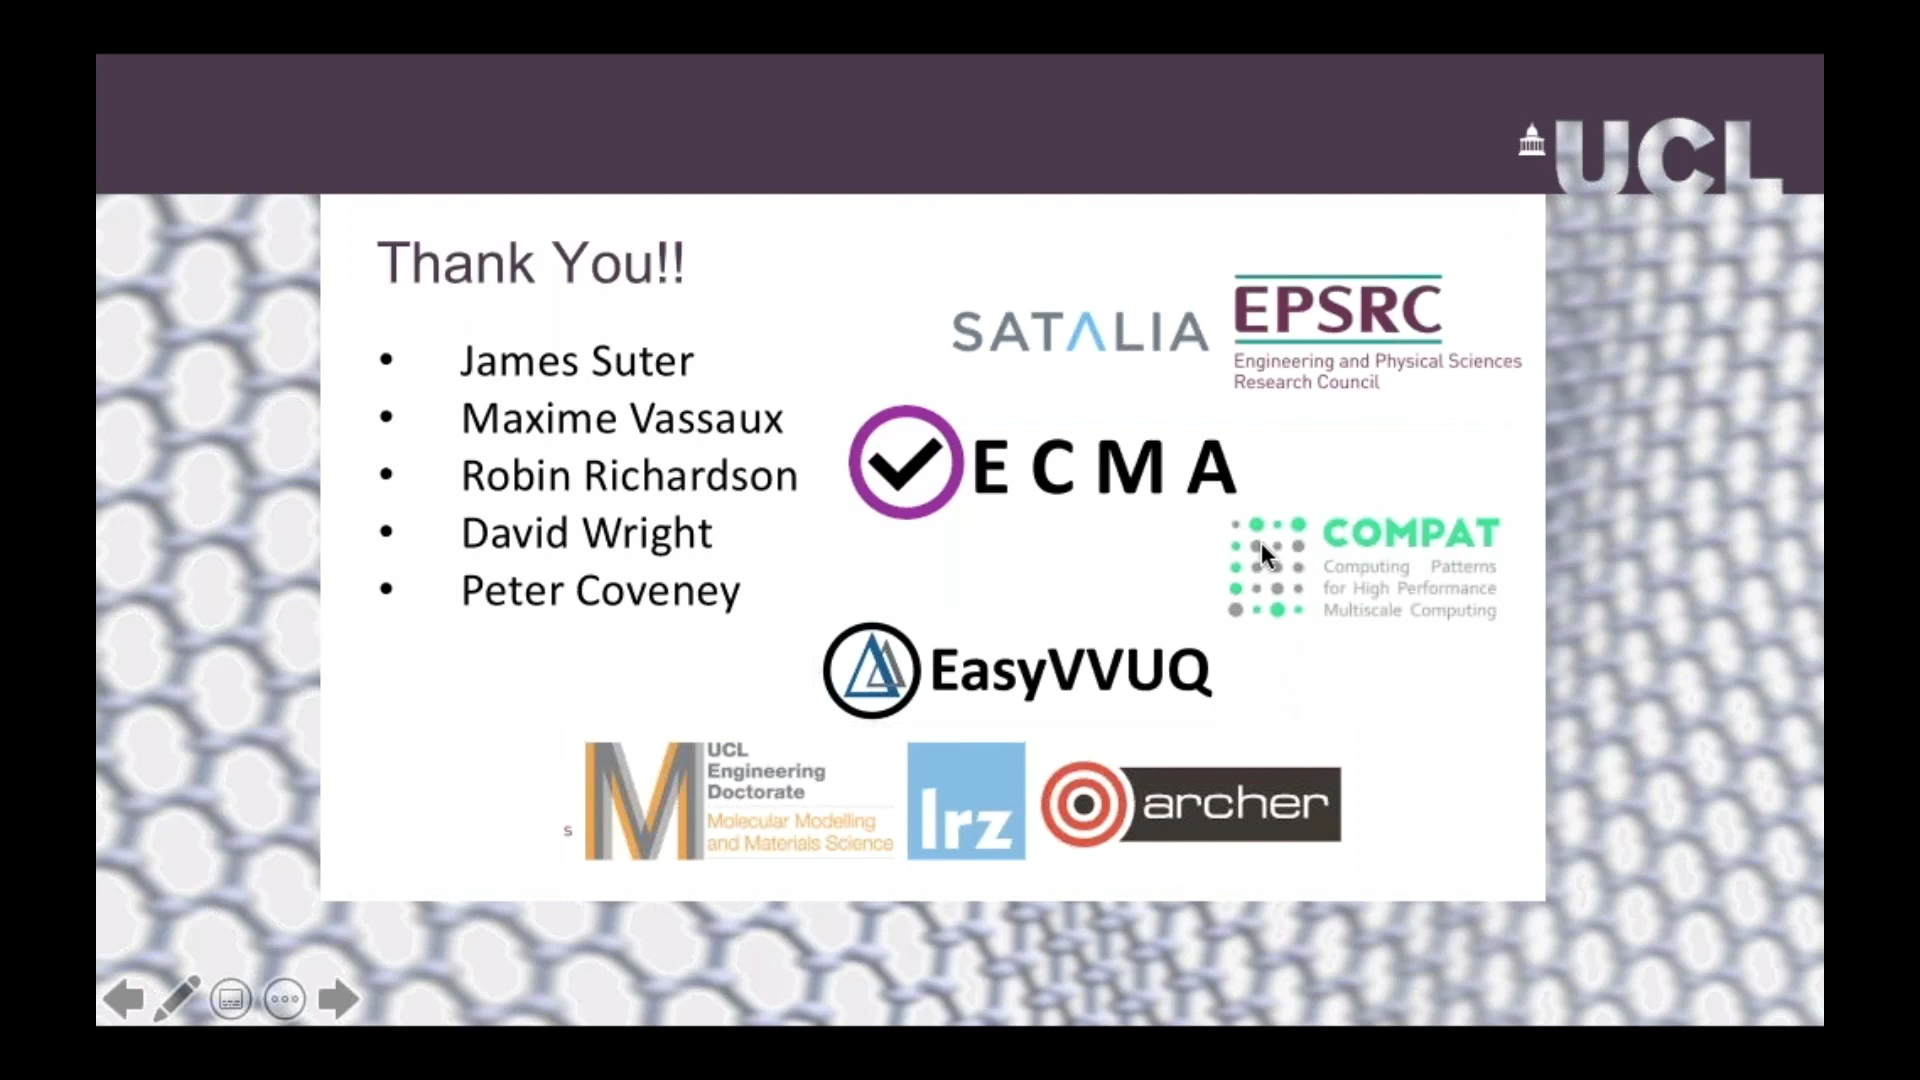 UCL
Thank You!!
• James Suter
• Maxime Vassaux
• Robin Richardson
• David Wright
• Peter Coveney
SATALIA
EPSRC
Engineering and Physical Sciences
Research Council
ECMA
COMPAT
Computing Patterns
for High Performance
Multiscale Computing
EasyVVUQ
s
M
UCL
Engineering
Doctorate
Molecular Modelling
and Materials Science
lrz
archer